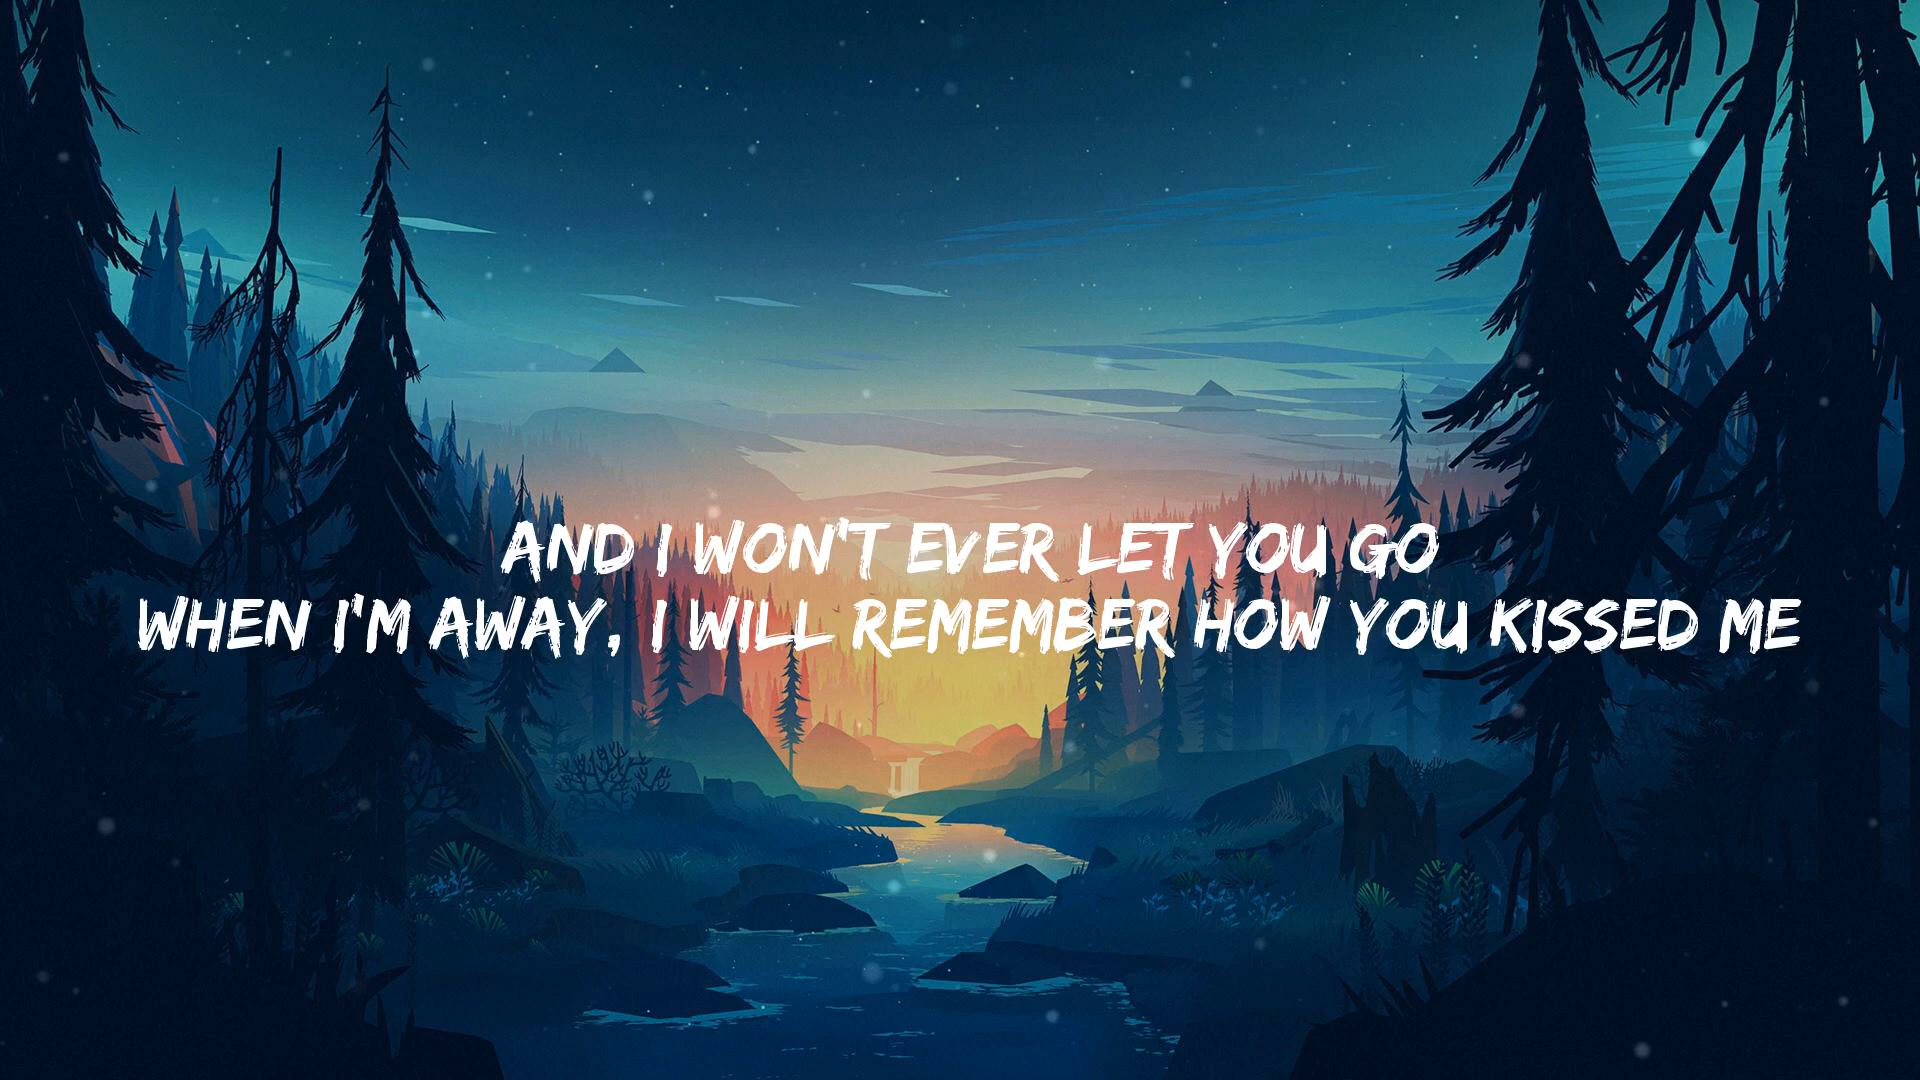 AND I WON'T EVER LET YOU GO
WHEN I'M AWAY, I WILL REMEMBER HOW YOU KISSED ME